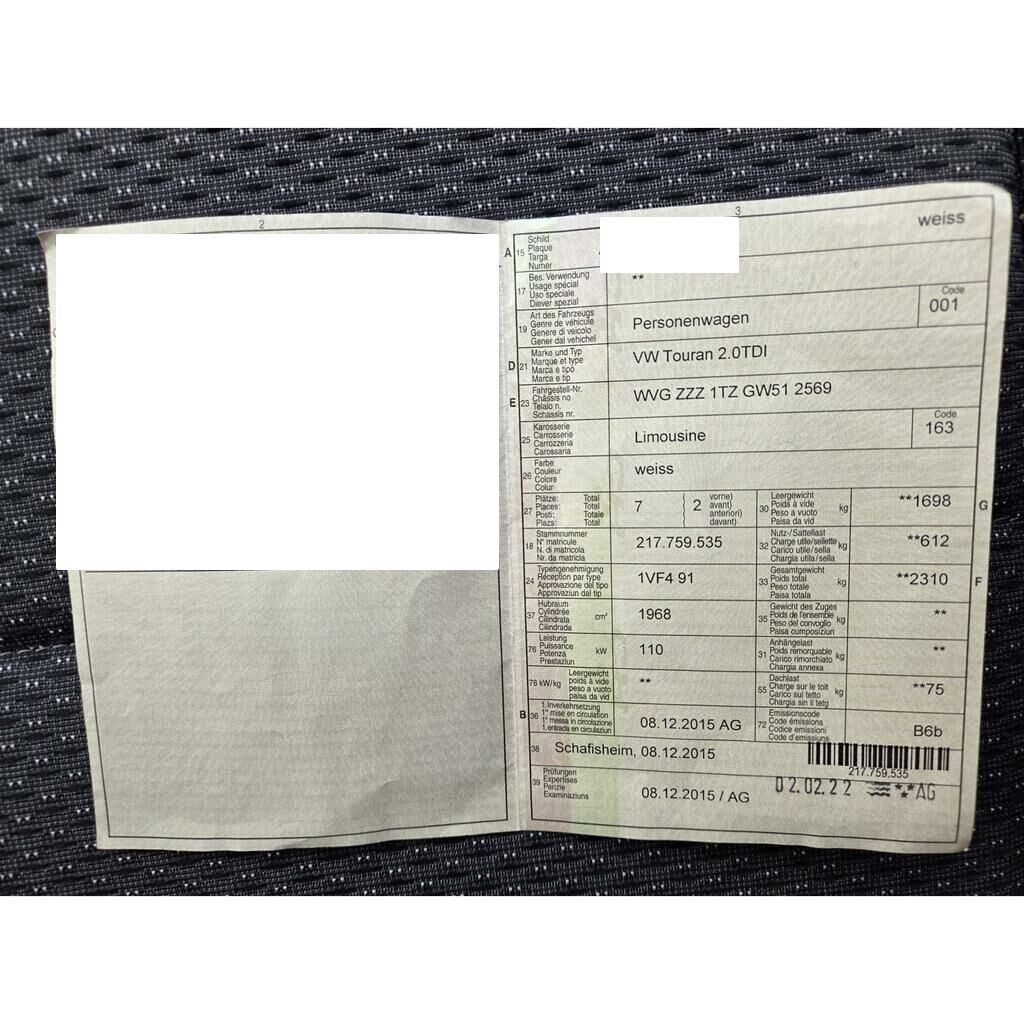 2
3
weiss
A 15 Schild
Plaque
Targa
Numer
17 Bes. Verwendung
Usage spécial
Uso speciale
Diever spezial
**
19 Art des Fahrzeugs
Genre de véhicule
Genere di veicolo
Gener dal vehichel
Personenwagen
Code
001
D 21 Marke und Typ
Marque et type
Marca e tipo
Marca e tip
VW Touran 2.0TDI
E 23 Fahrgestell-Nr.
Châssis no
Telaio n.
Schassis nr.
WVG ZZZ 1TZ GW51 2569
25 Karosserie
Carrosserie
Carrozzeria
Carossaria
Limousine
Code
163
26 Farbe
Couleur
Colore
Colur
weiss
27 Plätze: Total
Places: Total
Posti: Totale
Plazs: Total
7
2
vorne)
avant)
anteriori)
davant)
30 Leergewicht
Poids à vide
Peso a vuoto
Paisa da vid
kg
**1698
G
18 Stammnummer
N° matricule
N. di matricola
Nr. da matricla
217.759.535
32 Nutz-/Sattellast
Charge utile/sellette
Carico utile/sella
Chargia utila/sella
kg
**612
24 Typengenehmigung
Réception par type
Approvazione del tipo
Approvaziun dal tip
1VF4 91
33 Gesamtgewicht
Poids total
Peso totale
Paisa totala
kg
**2310
F
37 Hubraum
Cylindrée
Cilindrata
Cilindrada
cm³
1968
35 Gewicht des Zuges
Poids de l'ensemble
Peso del convoglio
Paisa cumposiziun
kg
**
76 Leistung
Puissance
Potenza
Prestaziun
kW
110
31 Anhängelast
Poids remorquable
Carico rimorchiato
Chargia annexa
kg
**
78 kW/kg
Leergewicht
poids à vide
peso a vuoto
paisa da vid
**
55 Dachlast
Charge sur le toit
Carico sul tetto
Chargia sin il tetg
kg
**75
B 36 1. Inverkehrsetzung
1re mise en circulation
1a messa in circolazione
1. entrada en circulaziun
08.12.2015 AG
72 Emissionscode
Code émissions
Codice emissioni
Code d'emissiuns
B6b
38 Schafisheim, 08.12.2015
217.759.535
39 Prüfungen
Expertises
Perizie
Examinaziuns
08.12.2015 / AG
02.02.22 AG